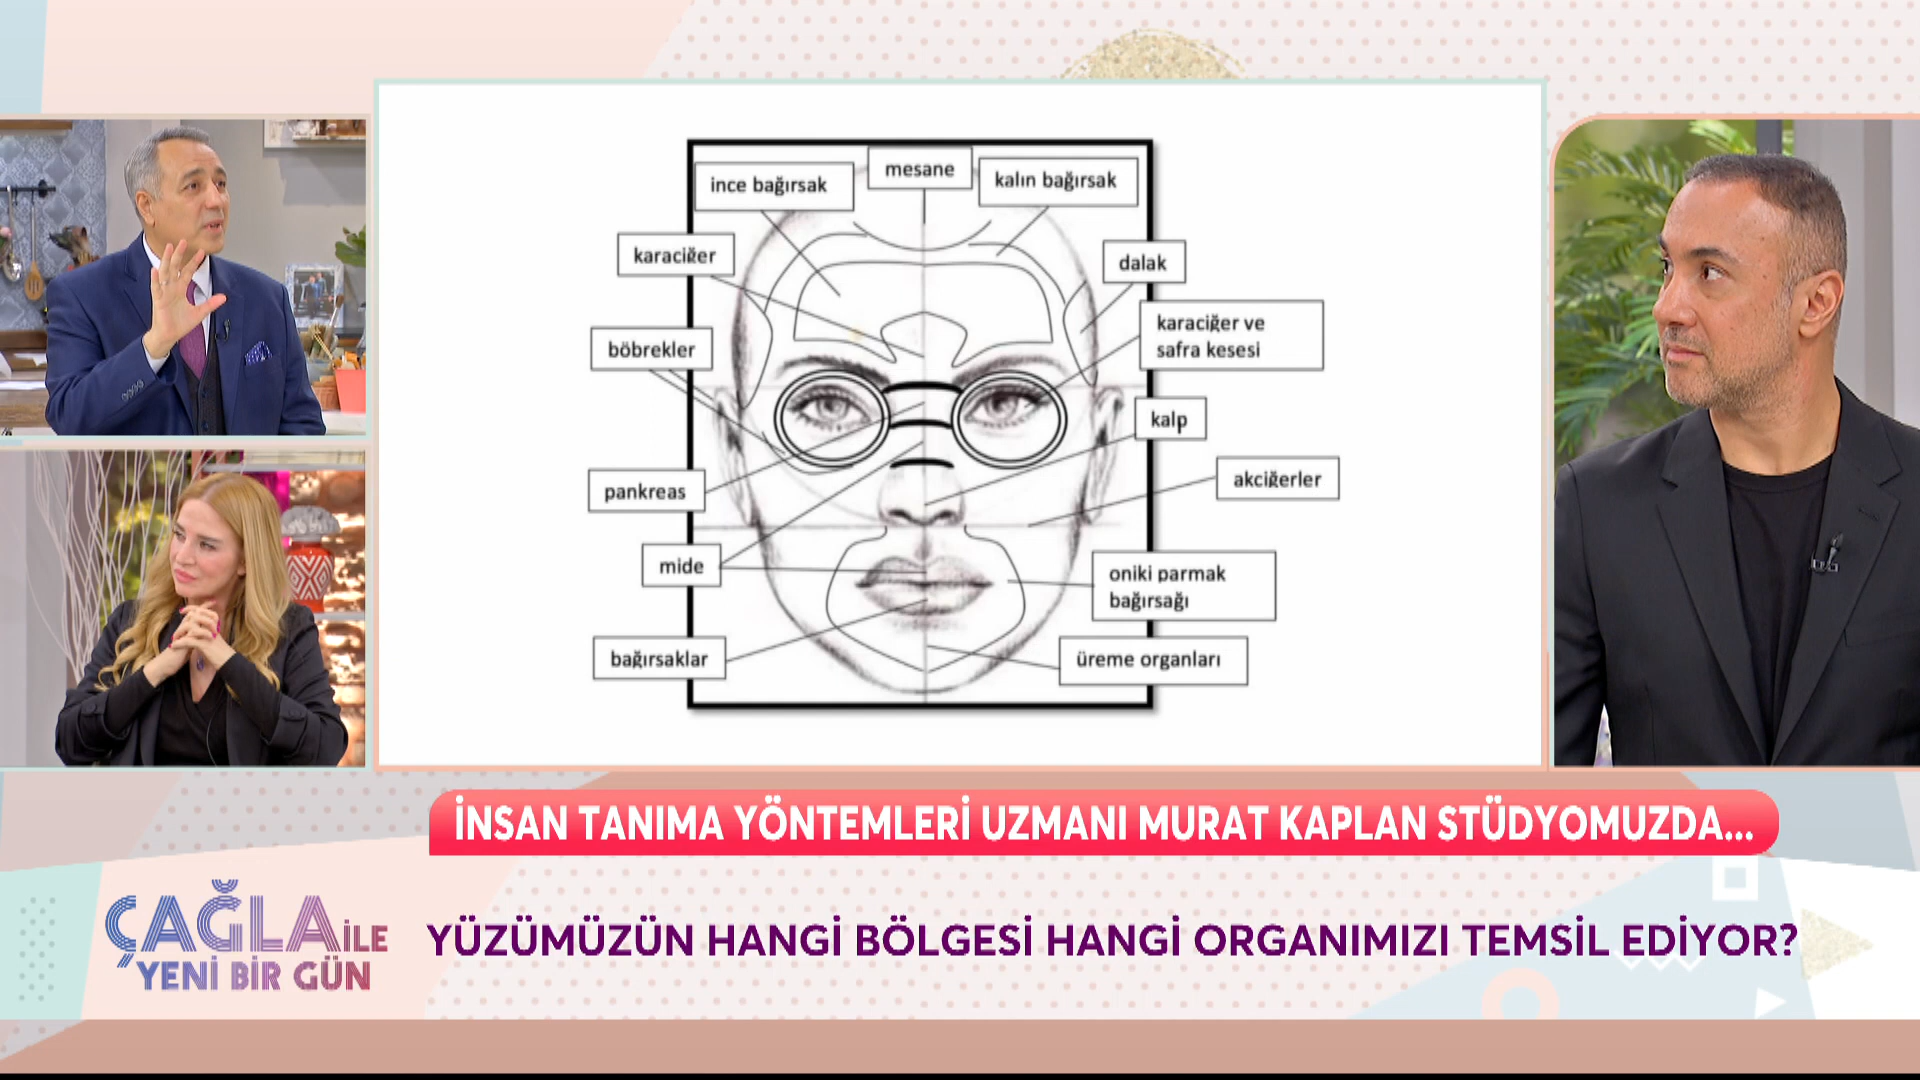 mesane
ince bağırsak
kalın bağırsak
karaciğer
dalak
karaciğer ve
safra kesesi
böbrekler
kalp
akciğerler
pankreas
mide
oniki parmak
bağırsağı
bağırsaklar
üreme organları
İNSAN TANIMA YÖNTEMLERİ UZMANI MURAT KAPLAN STÜDYOMUZDA...
ÇAĞLA İLE
YENİ BİR GÜN
YÜZÜMÜZÜN HANGİ BÖLGESİ HANGİ ORGANIMIZI TEMSİL EDİYOR?